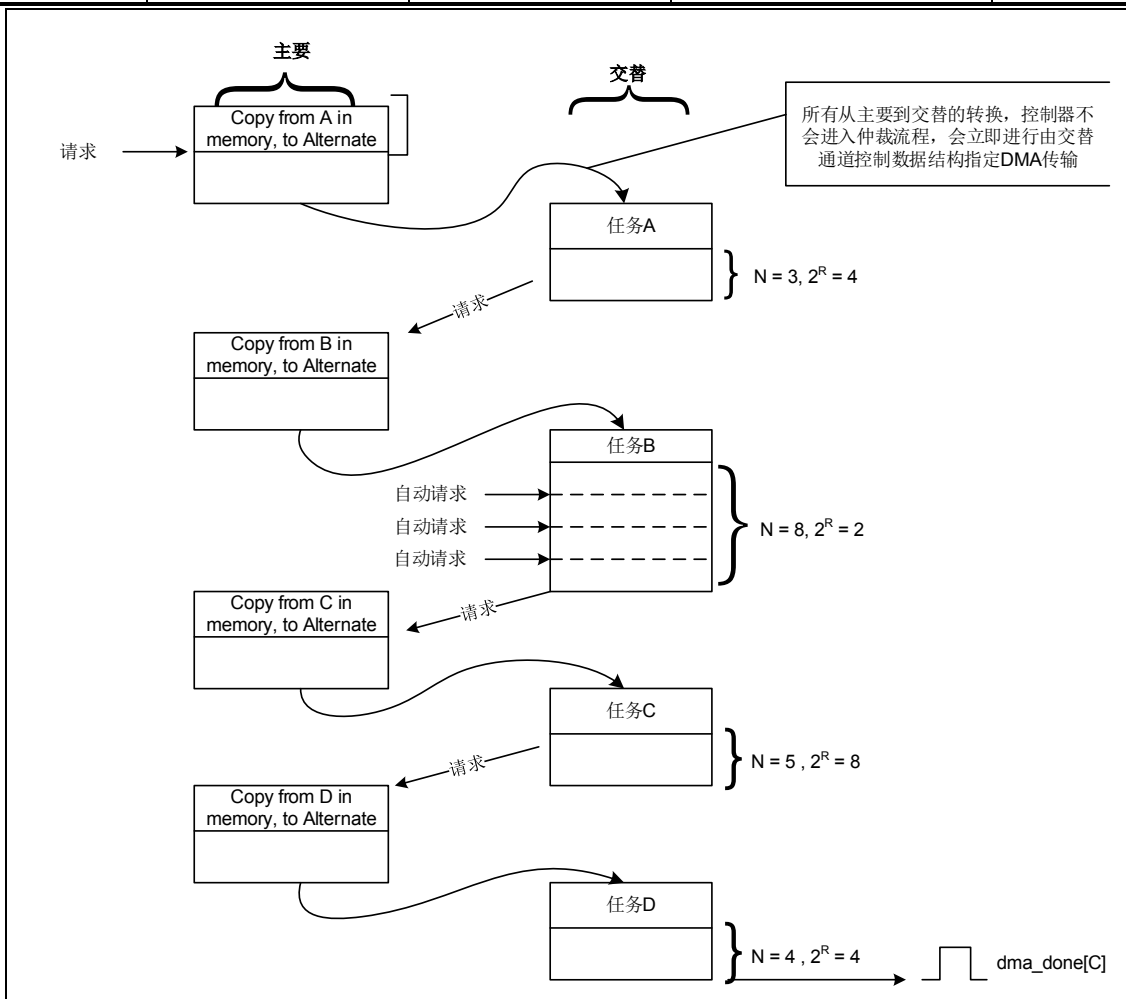 主要
交替
Copy from A in
memory, to Alternate
请求
所有从主要到交替的转换，控制器不
会进入仲裁流程，会立即进行由交替
通道控制数据结构指定DMA传输
任务A
N = 3, 2^R = 4
请求
Copy from B in
memory, to Alternate
任务B
自动请求
自动请求
自动请求
N = 8, 2^R = 2
请求
Copy from C in
memory, to Alternate
任务C
请求
N = 5 , 2^R = 8
Copy from D in
memory, to Alternate
任务D
N = 4 , 2^R = 4
dma_done[C]